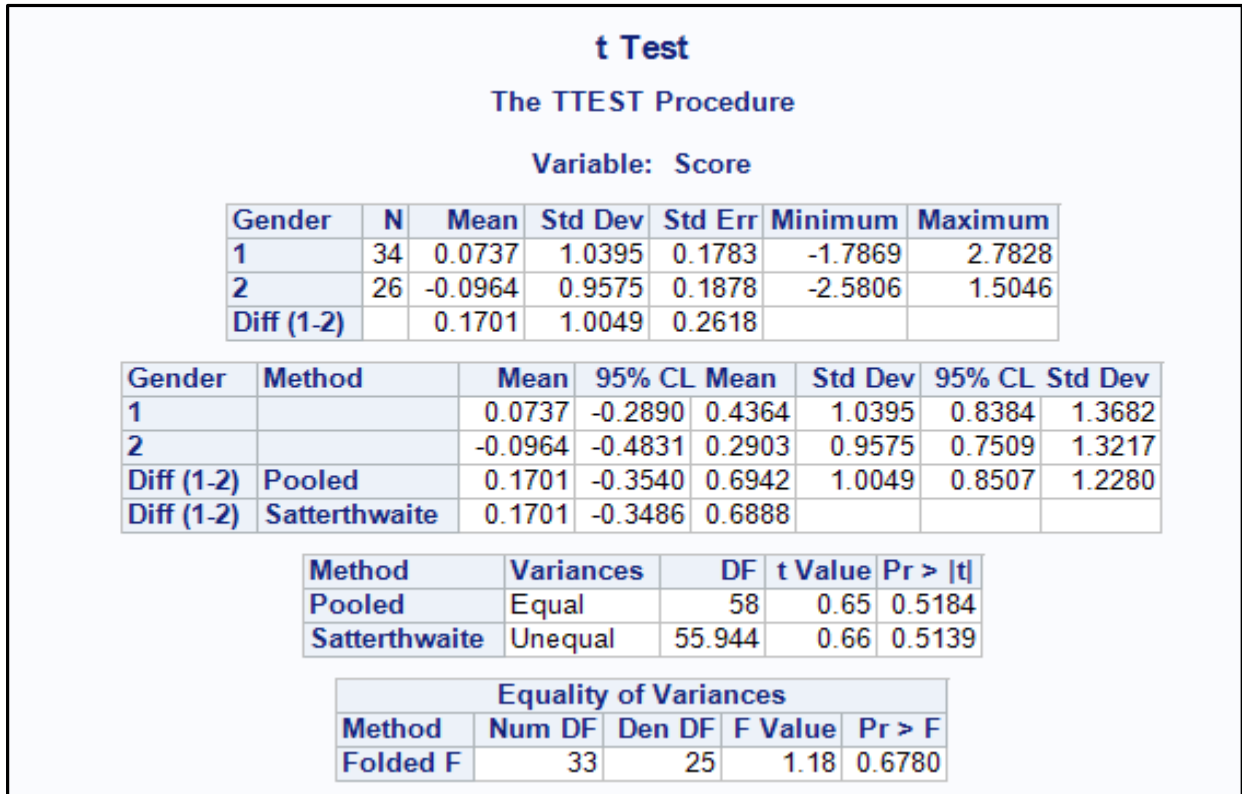 t Test
The TTEST Procedure
Variable: Score
Gender N Mean Std Dev Std Err Minimum Maximum
1 34 0.0737 1.0395 0.1783 -1.7869 2.7828
2 26 -0.0964 0.9575 0.1878 -2.5806 1.5046
Diff (1-2) 0.1701 1.0049 0.2618
Gender Method Mean 95% CL Mean Std Dev 95% CL Std Dev
1 0.0737 -0.2890 0.4364 1.0395 0.8384 1.3682
2 -0.0964 -0.4831 0.2903 0.9575 0.7509 1.3217
Diff (1-2) Pooled 0.1701 -0.3540 0.6942 1.0049 0.8507 1.2280
Diff (1-2) Satterthwaite 0.1701 -0.3486 0.6888
Method Variances DF t Value Pr > |t|
Pooled Equal 58 0.65 0.5184
Satterthwaite Unequal 55.944 0.66 0.5139
Equality of Variances
Method Num DF Den DF F Value Pr > F
Folded F 33 25 1.18 0.6780